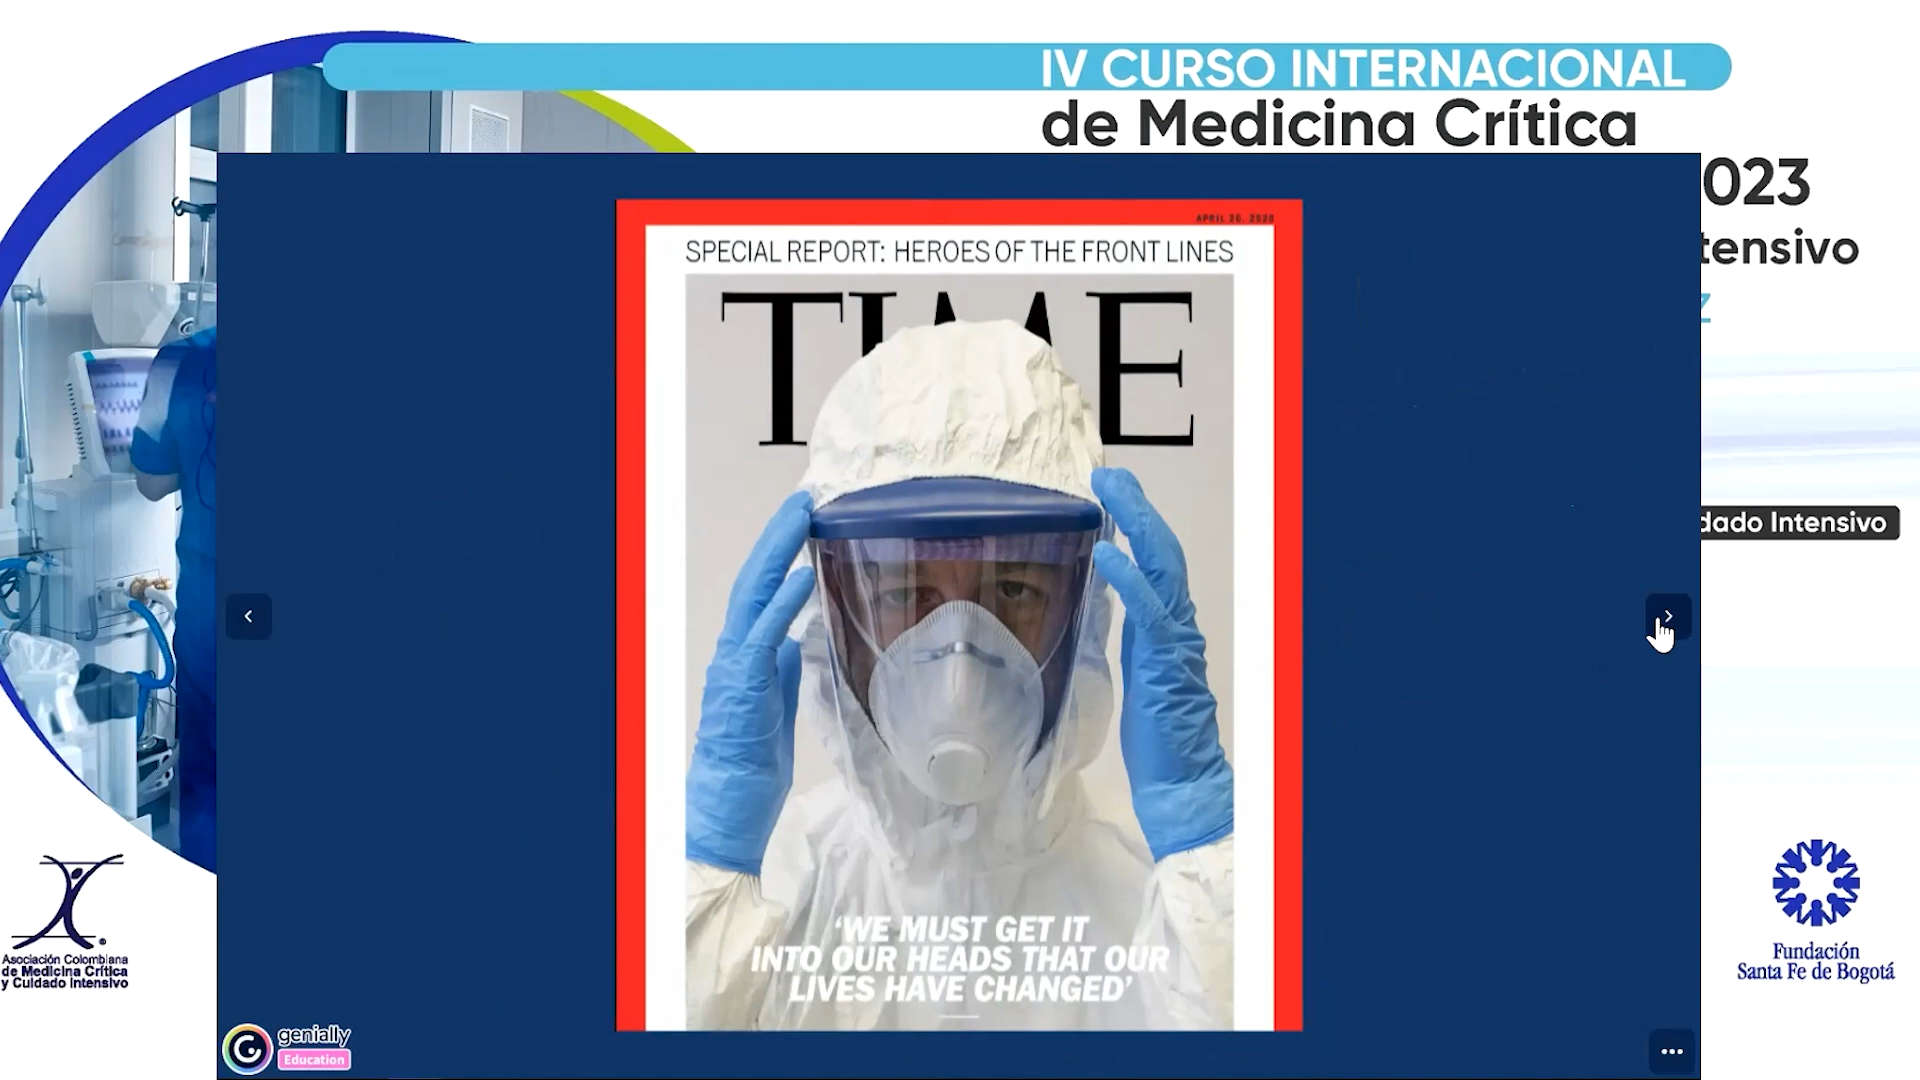 IV CURSO INTERNACIONAL
de Medicina Crítica
023
tensivo
APRIL 20, 2020
SPECIAL REPORT: HEROES OF THE FRONT LINES
TIME
dado Intensivo
‘WE MUST GET IT
INTO OUR HEADS THAT OUR
LIVES HAVE CHANGED’
Asociación Colombiana
de Medicina Crítica
y Cuidado Intensivo
Fundación
Santa Fe de Bogotá
genially
Education